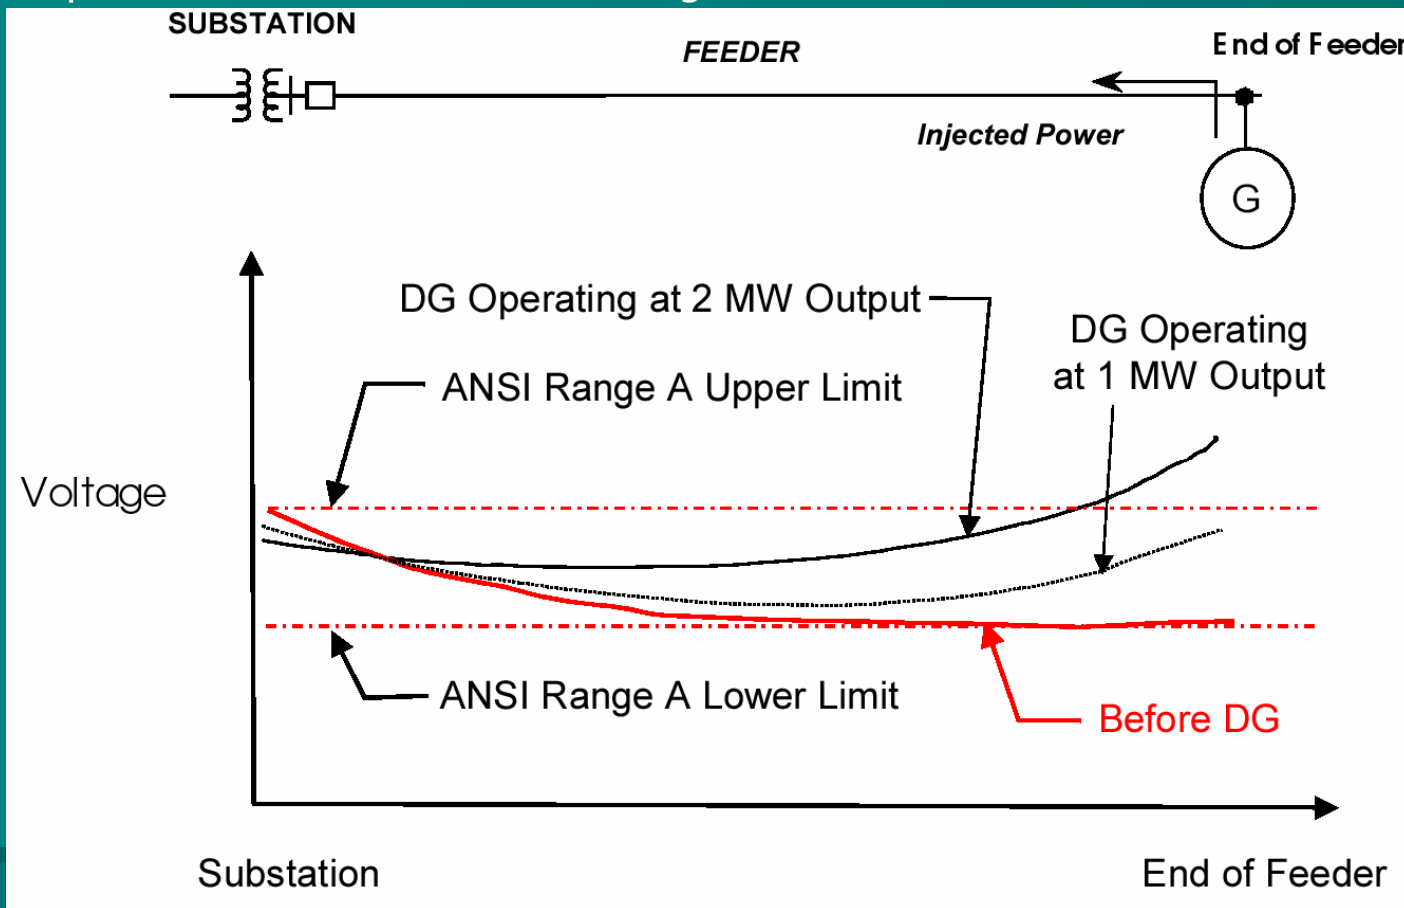 SUBSTATION
FEEDER
End of Feeder
Injected Power
G
DG Operating at 2 MW Output
DG Operating
at 1 MW Output
ANSI Range A Upper Limit
Voltage
ANSI Range A Lower Limit
Before DG
Substation
End of Feeder